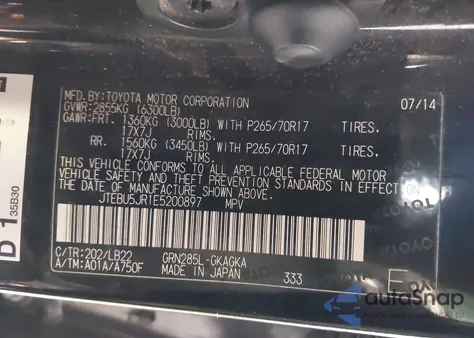 MFD.BY:TOYOTA MOTOR CORPORATION 07/14
GVWR:2855KG (6300LB)
GAWR:FRT. 1360KG (3000LB) WITH P265/70R17 TIRES.
17X7J RIMS.
RR. 1560KG (3450LB) WITH P265/70R17 TIRES.
17X7J RIMS.
THIS VEHICLE CONFORMS TO ALL APPLICABLE FEDERAL MOTOR
VEHICLE SAFETY AND THEFT PREVENTION STANDARDS IN EFFECT
ON THE DATE OF MANUFACTURE SHOWN ABOVE.
JTEBU5JR1E5200897 MPV
C/TR:202/LB22 GRN285L-GKAGKA
A/TM:A01A/A750F MADE IN JAPAN 333
E
D 1 35B30
TOYOTA
autoSnap